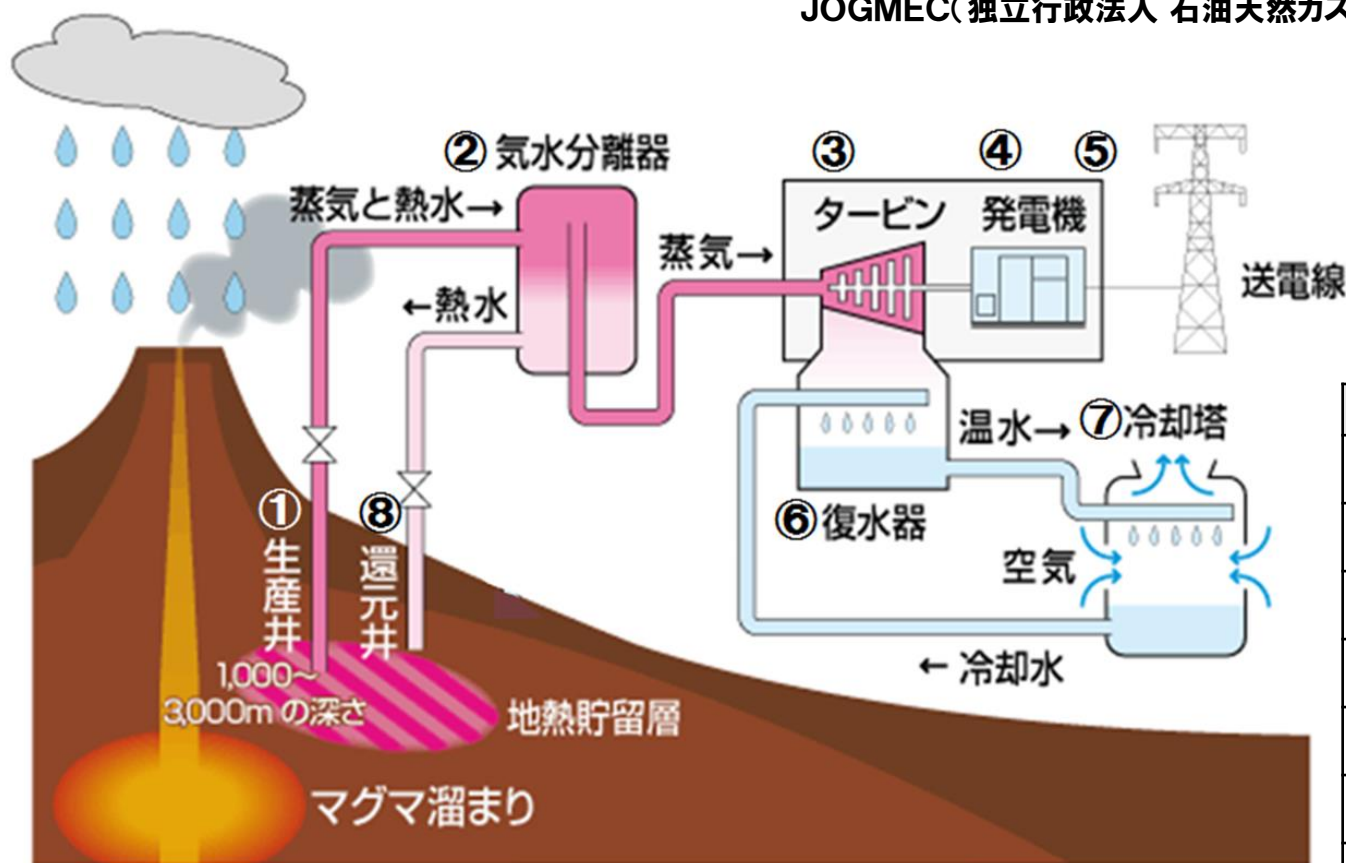 JOGMEC（独立行政法人 石油天然ガス
② 気水分離器
③
④
⑤
蒸気と熱水→
タービン
発電機
蒸気→
←熱水
送電線
温水→
⑦冷却塔
①生産井
⑧還元井
⑥復水器
空気
← 冷却水
1,000～
3,000m の深さ
地熱貯留層
マグマ溜まり